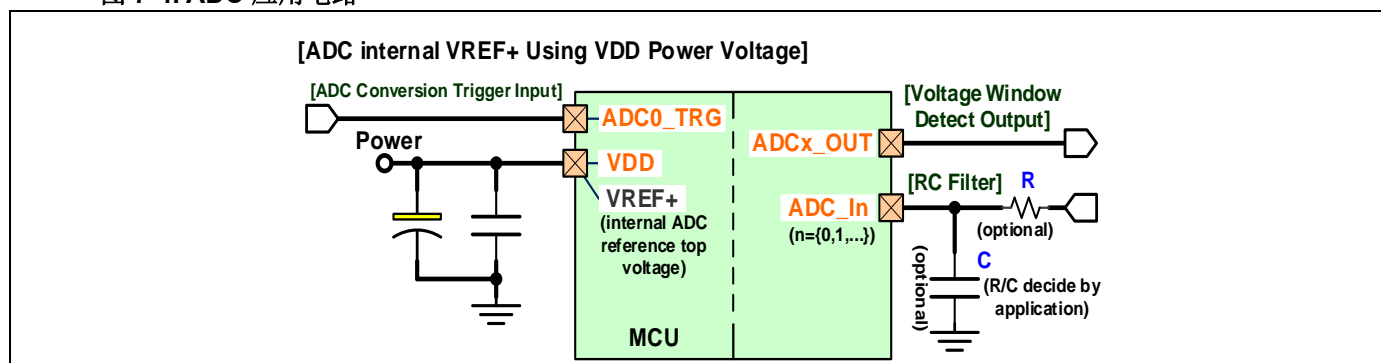 [ADC internal VREF+ Using VDD Power Voltage]
[ADC Conversion Trigger Input]
ADC0_TRG
Power
VDD
VREF+
(internal ADC
reference top
voltage)
MCU
[Voltage Window
Detect Output]
ADCx_OUT
[RC Filter]
R
ADC_In
(optional)
(n={0,1,...})
(optional)
C
(R/C decide by
application)